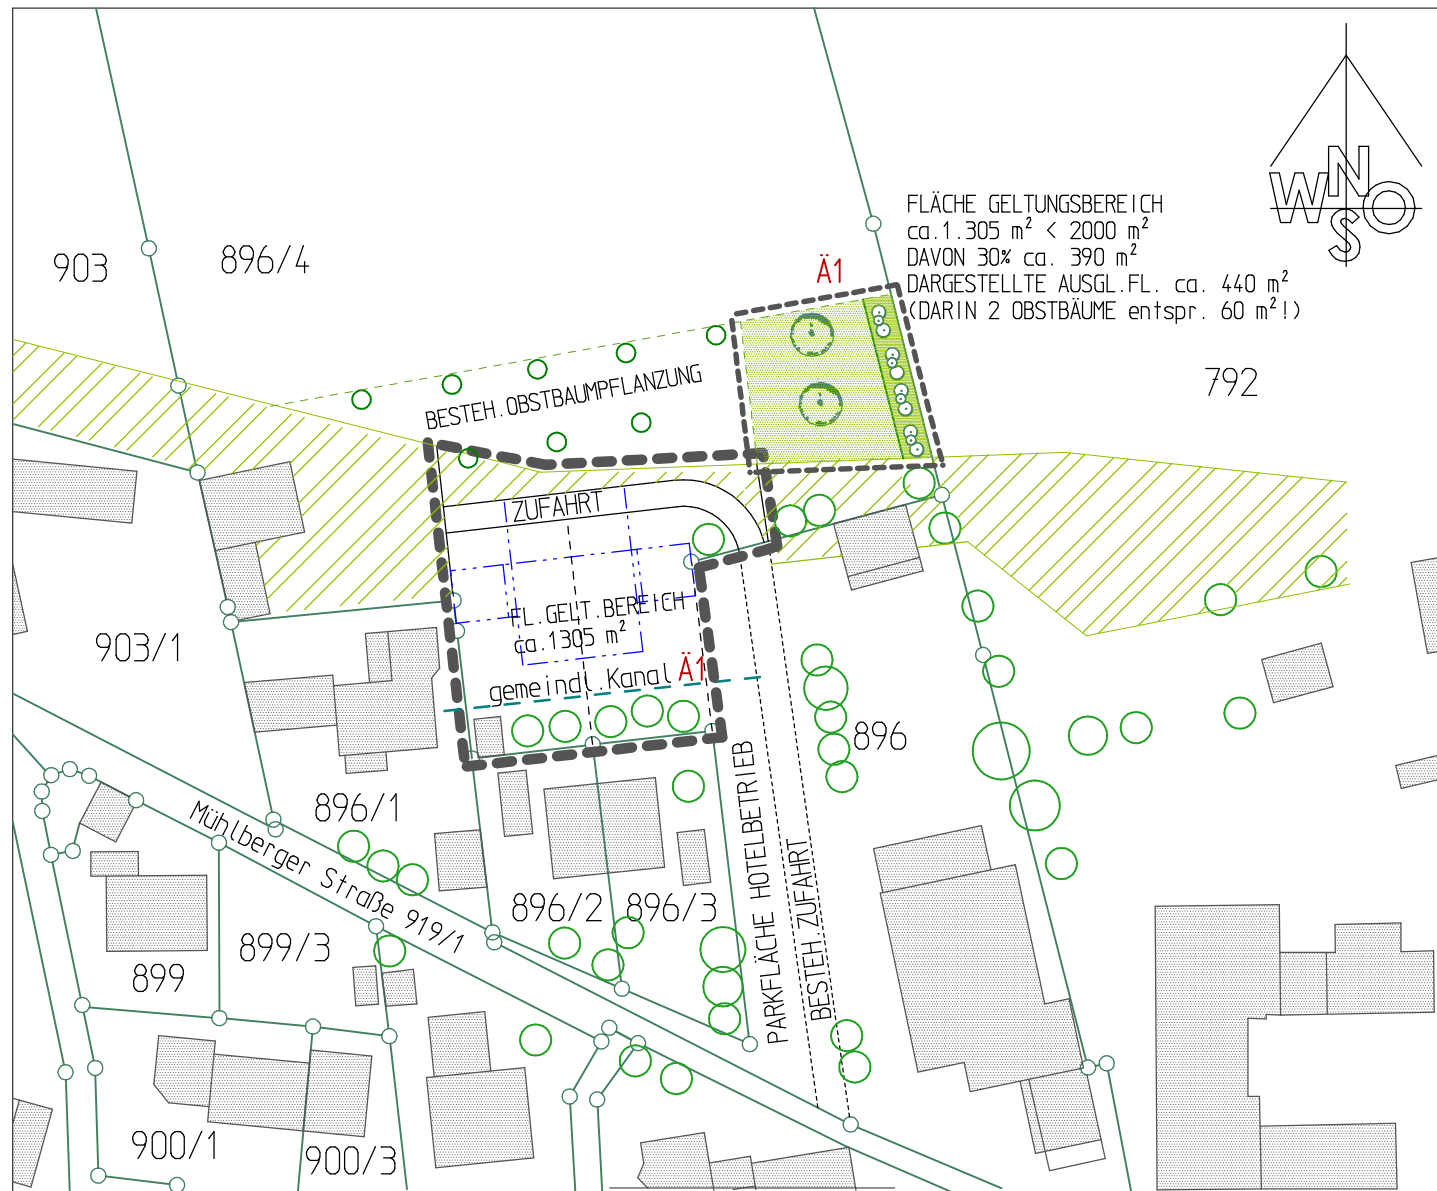 N
W O
S
FLÄCHE GELTUNGSBEREICH
ca.1.305 m² < 2000 m²
DAVON 30% ca. 390 m²
DARGESTELLTE AUSGL.FL. ca. 440 m²
(DARIN 2 OBSTBÄUME entspr. 60 m²!)
903
896/4
Ä1
792
BESTEH.OBSTBAUMPFLANZUNG
ZUFAHRT
FL.GELT.BEREICH
ca.1305 m²
903/1
gemeindl.Kanal
Ä1
896
896/1
Mühlberger Straße 919/1
PARKFLÄCHE HOTELBETRIEB
BESTEH.ZUFAHRT
896/2
896/3
899/3
899
900/1
900/3